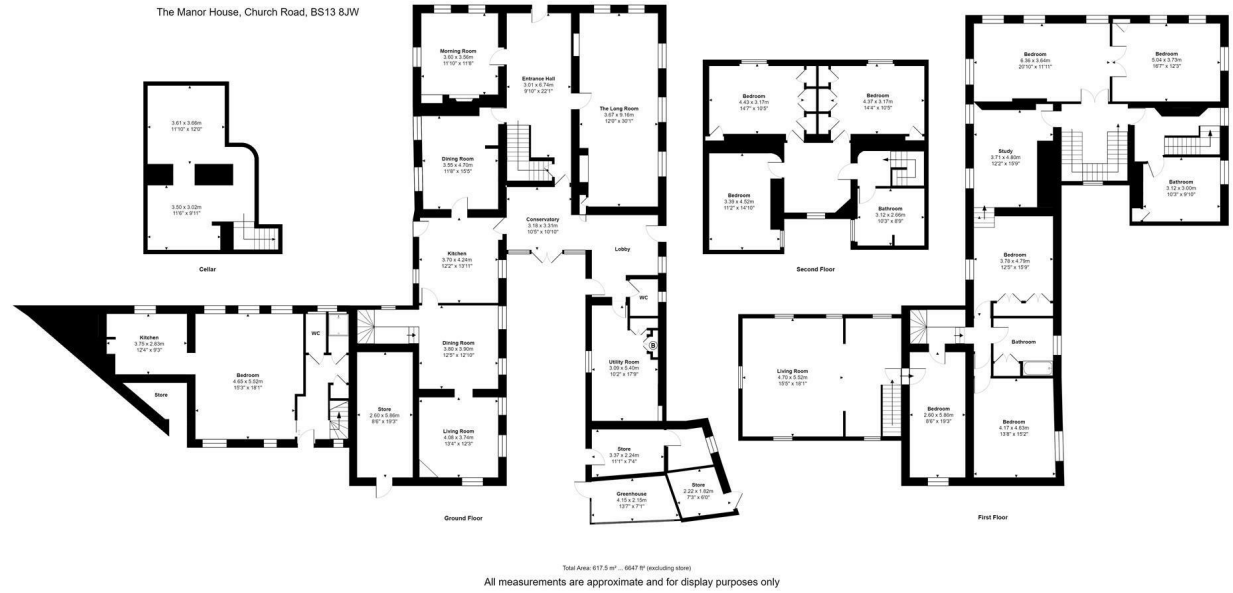 The Manor House, Church Road, BS13 8JW
3.61 x 3.66m
11'10" x 12'0"
3.50 x 3.02m
11'6" x 9'11"
Cellar
Morning Room
3.60 x 3.56m
11'10" x 11'8"
Entrance Hall
3.01 x 6.74m
9'10" x 22'1"
The Long Room
3.67 x 9.16m
12'0" x 30'1"
Dining Room
3.55 x 4.70m
11'8" x 15'5"
Conservatory
3.18 x 3.31m
10'5" x 10'10"
Kitchen
3.70 x 4.24m
12'2" x 13'11"
Lobby
WC
Dining Room
3.80 x 3.90m
12'5" x 12'10"
Utility Room
3.09 x 5.40m
10'2" x 17'9"
B
Kitchen
3.75 x 2.83m
12'4" x 9'3"
WC
Bedroom
4.65 x 5.52m
15'3" x 18'1"
Store
Store
2.60 x 5.86m
8'6" x 19'3"
Living Room
4.08 x 3.74m
13'4" x 12'3"
Store
3.37 x 2.24m
11'1" x 7'4"
Store
2.22 x 1.82m
7'3" x 6'0"
Greenhouse
4.15 x 2.15m
13'7" x 7'1"
Ground Floor
Bedroom
4.43 x 3.17m
14'7" x 10'5"
Bedroom
4.37 x 3.17m
14'4" x 10'5"
Bedroom
3.39 x 4.52m
11'2" x 14'10"
Bathroom
3.12 x 2.66m
10'3" x 8'9"
Second Floor
Bedroom
6.36 x 3.64m
20'10" x 11'11"
Bedroom
5.04 x 3.73m
16'7" x 12'3"
Study
3.71 x 4.80m
12'2" x 15'9"
Bathroom
3.12 x 3.00m
10'3" x 9'10"
Bedroom
3.78 x 4.79m
12'5" x 15'9"
Bathroom
Living Room
4.70 x 5.52m
15'5" x 18'1"
Bedroom
2.60 x 5.86m
8'6" x 19'3"
Bedroom
4.17 x 4.63m
13'8" x 15'2"
First Floor
Total Area: 617.5 m² ... 6647 ft² (excluding store)
All measurements are approximate and for display purposes only